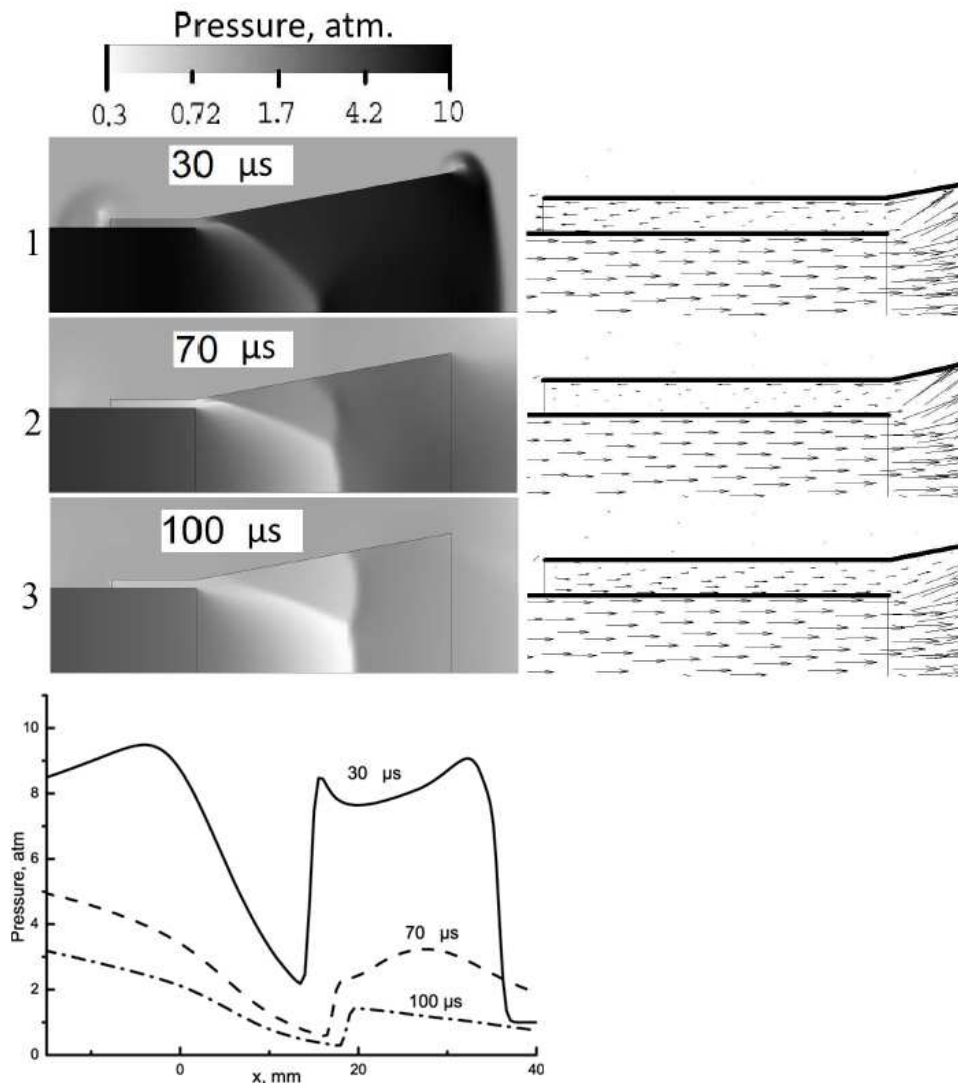 Pressure, atm.
0.3 0.72 1.7 4.2 10
30 μs
1
70 μs
2
100 μs
3
10
8
6
4
2
0
Pressure, atm
30 μs
70 μs
100 μs
0 20 40
x, mm